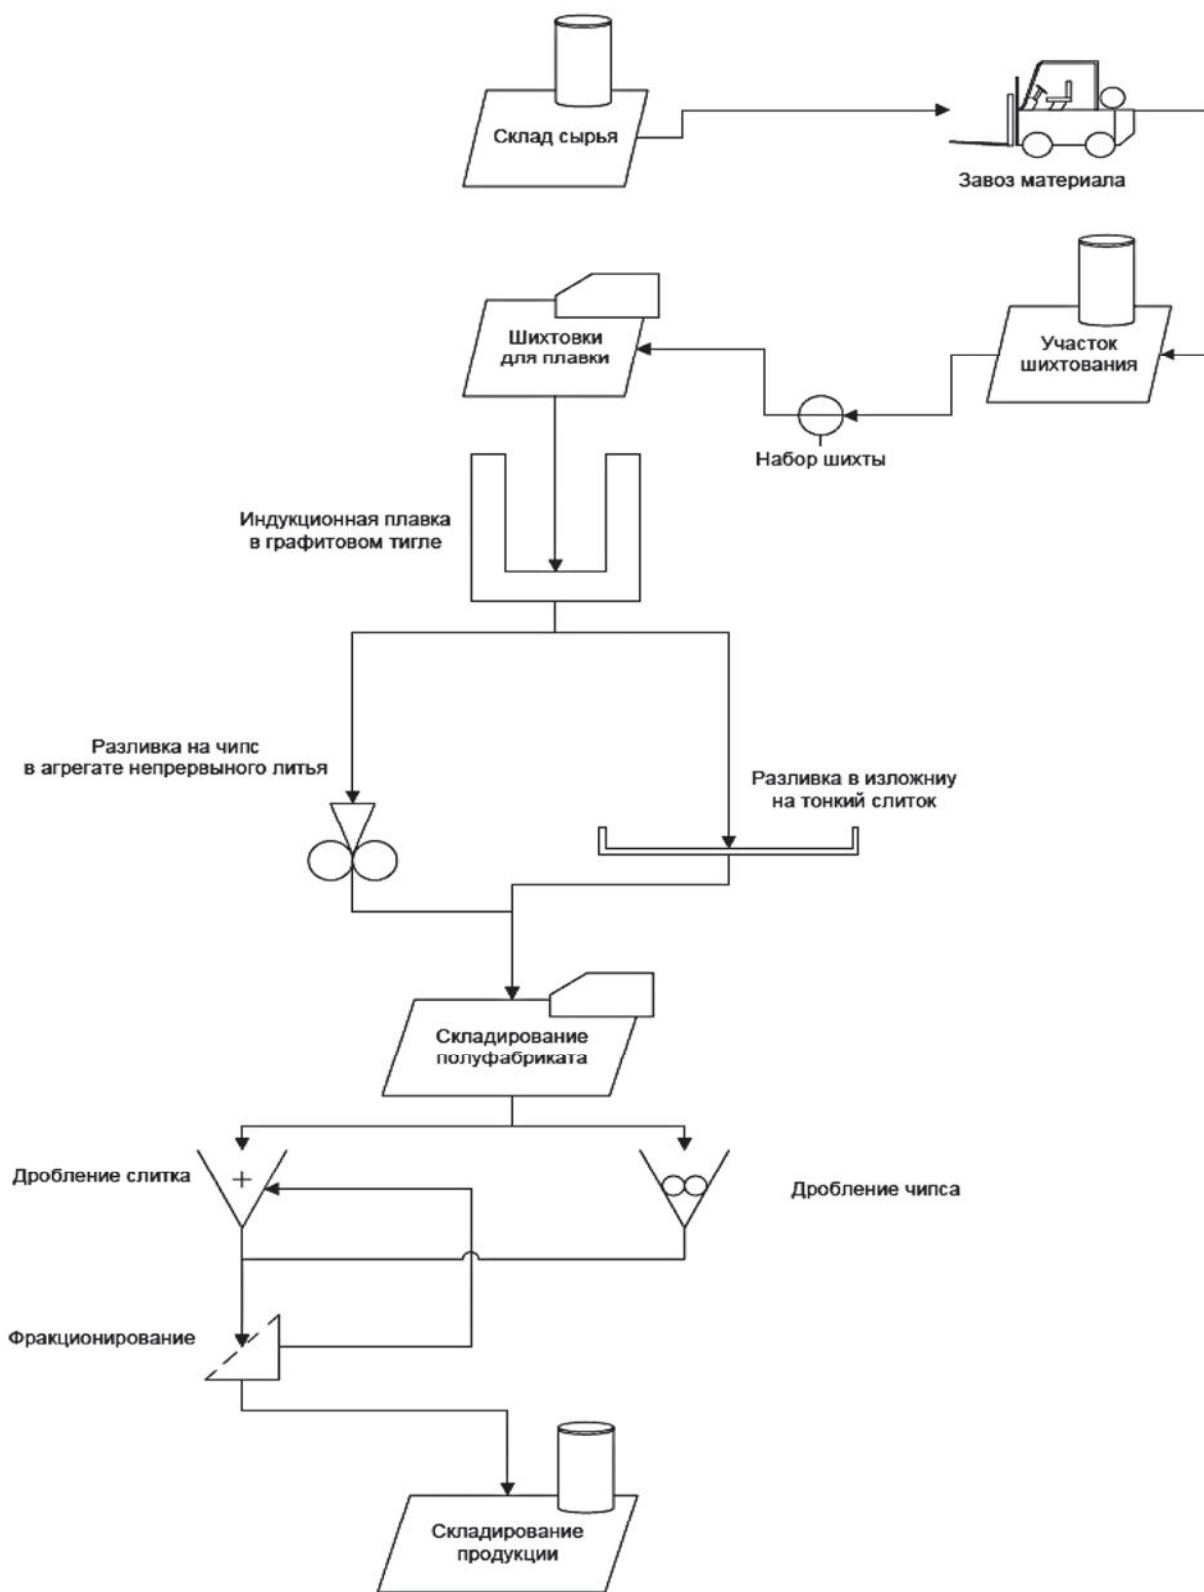 Склад сырья
Завоз материала
Шихтовки
для плавки
Участок
шихтования
Набор шихты
Индукционная плавка
в графитовом тигле
Разливка на чипс
в агрегате непрервыного литья
Разливка в изложниу
на тонкий слиток
Складирование
полуфабриката
Дробление слитка
+
Дробление чипса
Фракционирование
Складирование
продукции